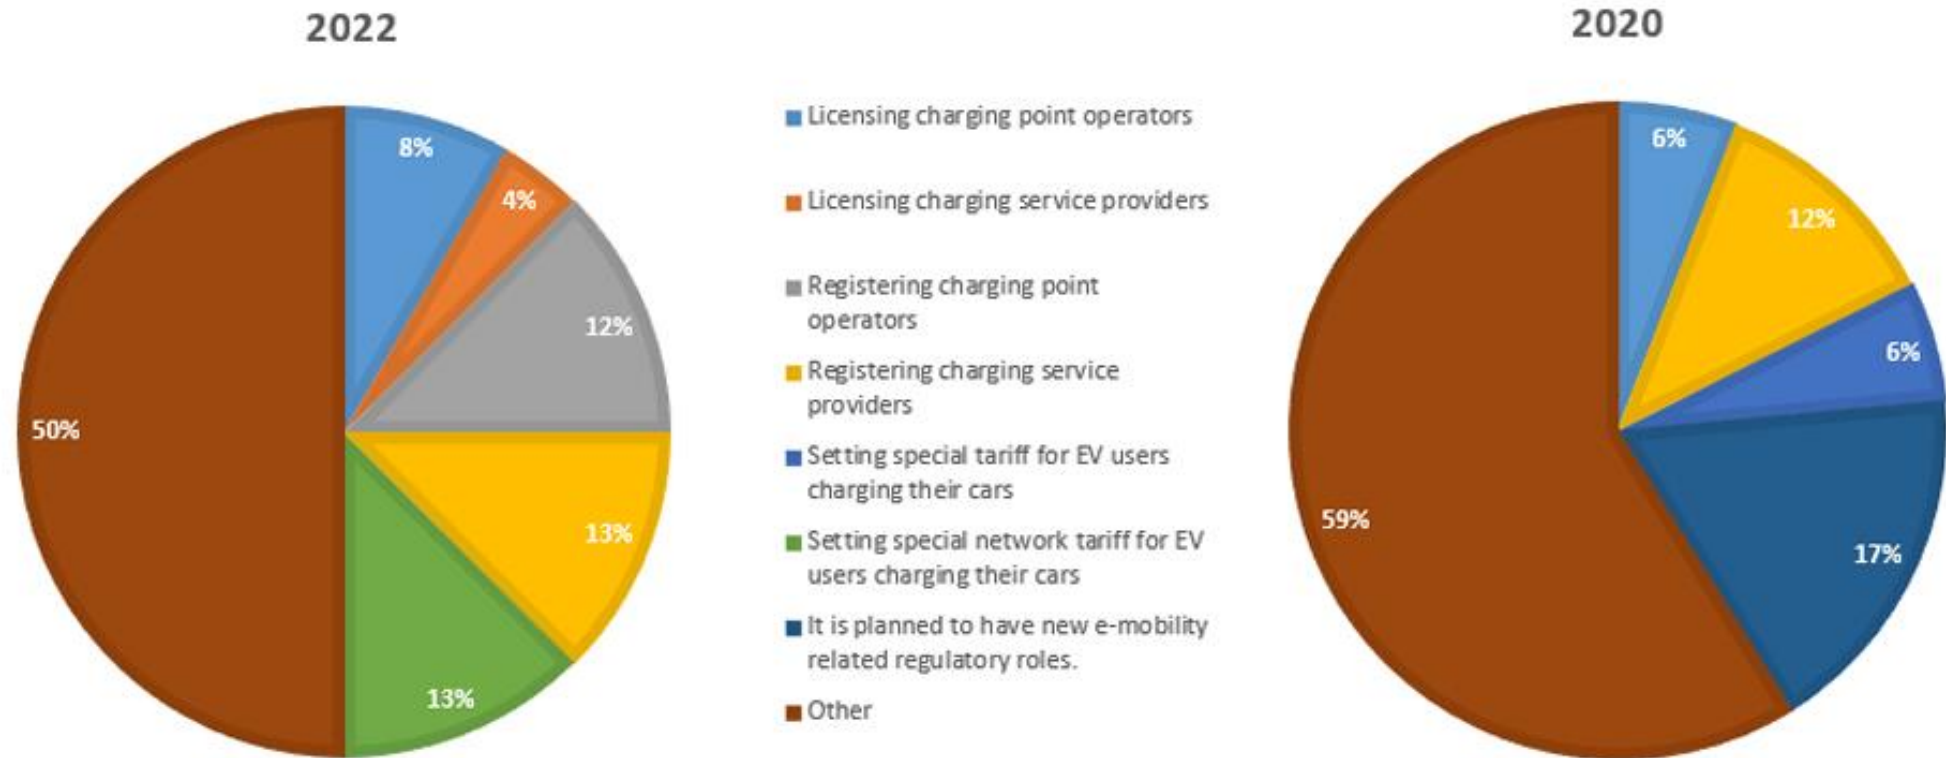 2022
8%
4%
12%
13%
13%
50%
Licensing charging point operators
Licensing charging service providers
Registering charging point
operators
Registering charging service
providers
Setting special tariff for EV users
charging their cars
Setting special network tariff for EV
users charging their cars
It is planned to have new e-mobility
related regulatory roles.
Other
2020
6%
12%
6%
17%
59%